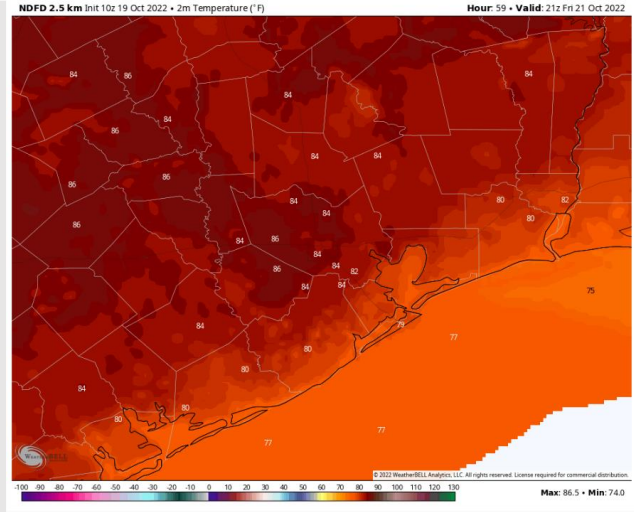 NDFD 2.5 km Init 10z 19 Oct 2022 • 2m Temperature (°F) Hour: 59 • Valid: 21z Fri 21 Oct 2022
84 86 84
84
84
86
84 84
86 86
84 80 82
84 80
86
84 86
84
86 84 82
84 84
75
84 79
77
80
80
84
80 80
77
77
WeatherBELL
© 2022 WeatherBELL Analytics, LLC. All rights reserved. License required for commercial distribution.
-100 -90 -80 -70 -60 -50 -40 -30 -20 -10 0 10 20 30 40 50 60 70 80 90 100 110 120 130 Max: 86.5 • Min: 74.0